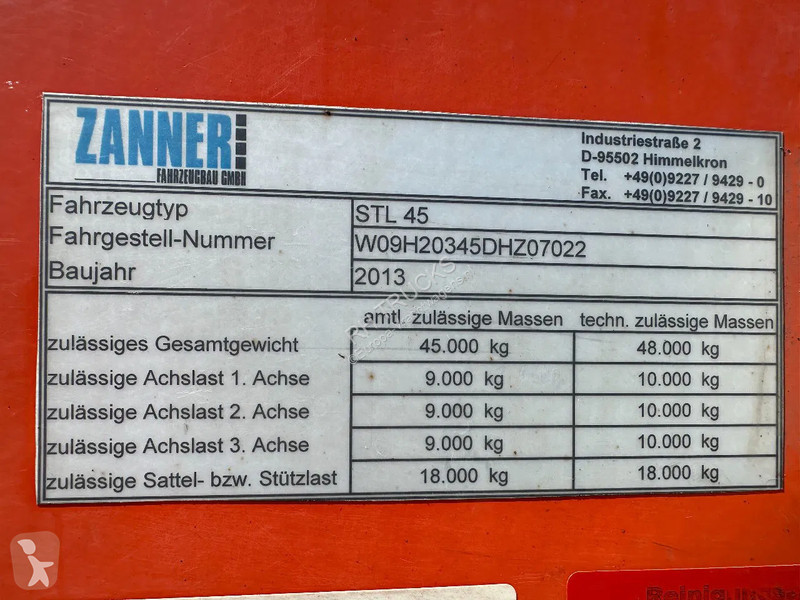 ZANNER
FAHRZEUGBAU GMBH
Industriestraße 2
D-95502 Himmelkron
Tel. +49(0)9227 / 9429 - 0
Fax. +49(0)9227 / 9429 - 10
Fahrzeugtyp STL 45
Fahrgestell-Nummer W09H20345DHZ07022
Baujahr 2013
amtl. zulässige Massen techn. zulässige Massen
zulässiges Gesamtgewicht 45.000 kg 48.000 kg
zulässige Achslast 1. Achse 9.000 kg 10.000 kg
zulässige Achslast 2. Achse 9.000 kg 10.000 kg
zulässige Achslast 3. Achse 9.000 kg 10.000 kg
zulässige Sattel- bzw. Stützlast 18.000 kg 18.000 kg